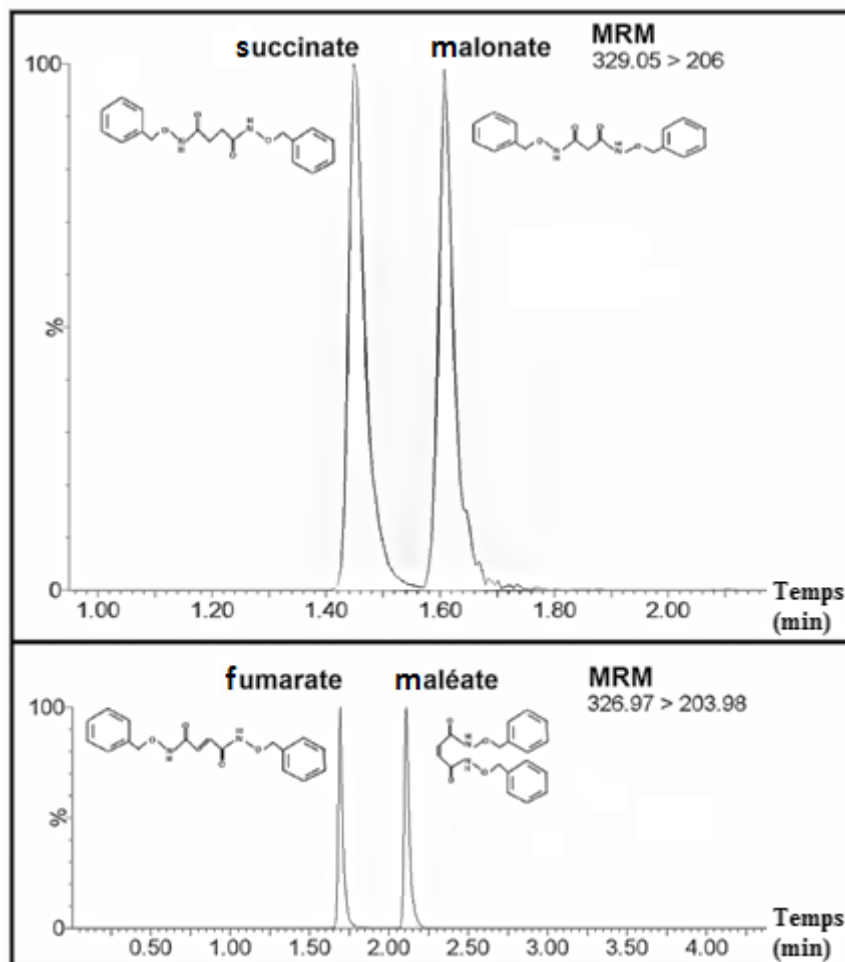 succinate malonate MRM
329.05 > 206
100
%
0
1.00 1.20 1.40 1.60 1.80 2.00 Temps
(min)
fumarate maléate MRM
326.97 > 203.98
100
%
0
0.50 1.00 1.50 2.00 2.50 3.00 3.50 4.00 Temps
(min)